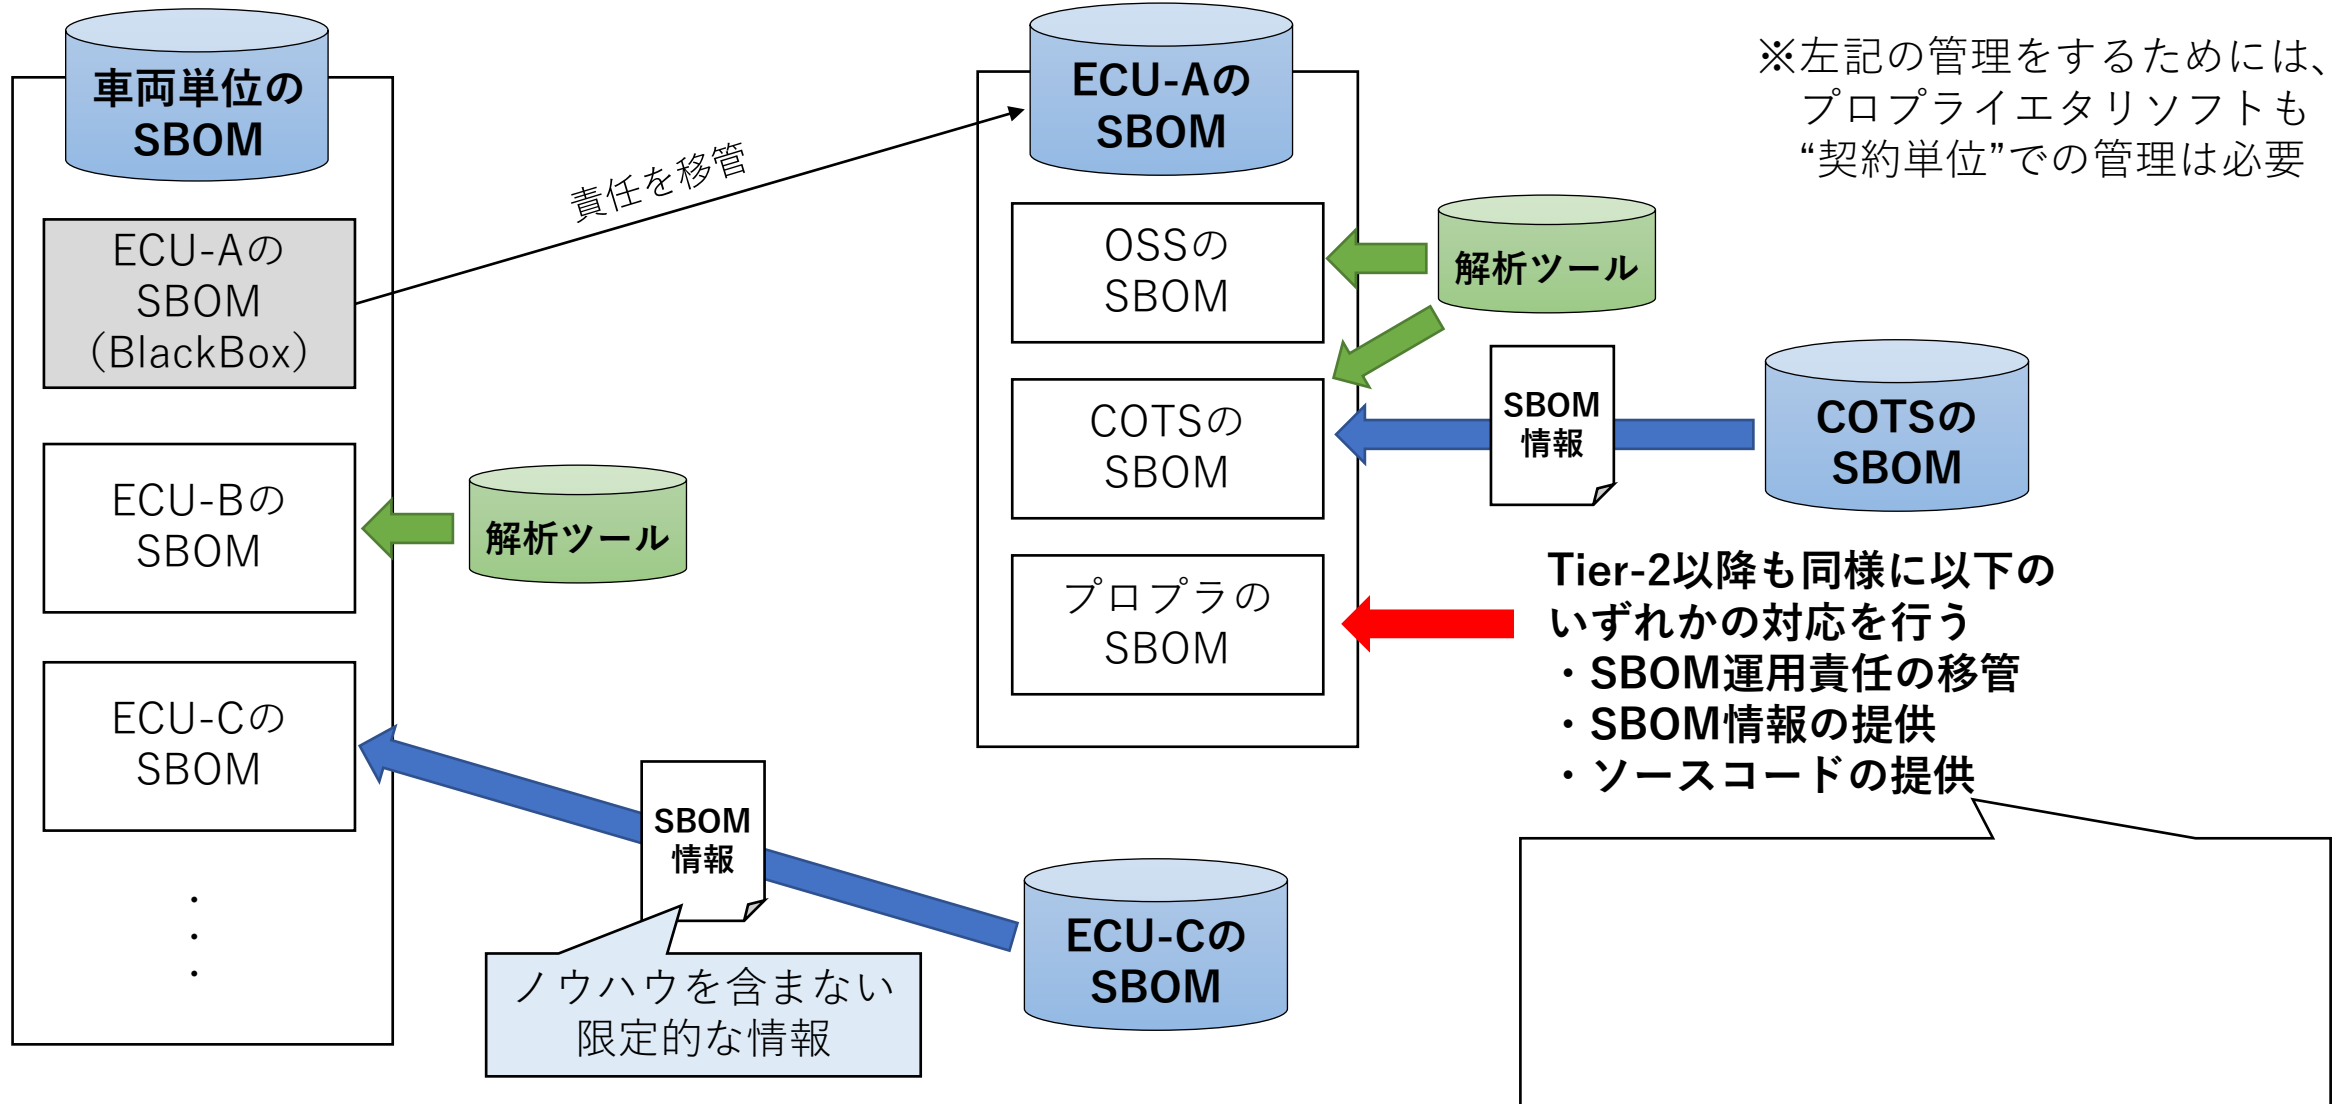 車両単位の
SBOM
ECU-Aの
SBOM
（BlackBox）
ECU-Bの
SBOM
ECU-Cの
SBOM
・
・
・
責任を移管
解析ツール
SBOM
情報
ノウハウを含まない
限定的な情報
ECU-Cの
SBOM
ECU-Aの
SBOM
OSSの
SBOM
COTSの
SBOM
プロプラの
SBOM
解析ツール
SBOM
情報
COTSの
SBOM
※左記の管理をするためには、
プロプライエタリソフトも
“契約単位”での管理は必要
Tier-2以降も同様に以下の
いずれかの対応を行う
・SBOM運用責任の移管
・SBOM情報の提供
・ソースコードの提供